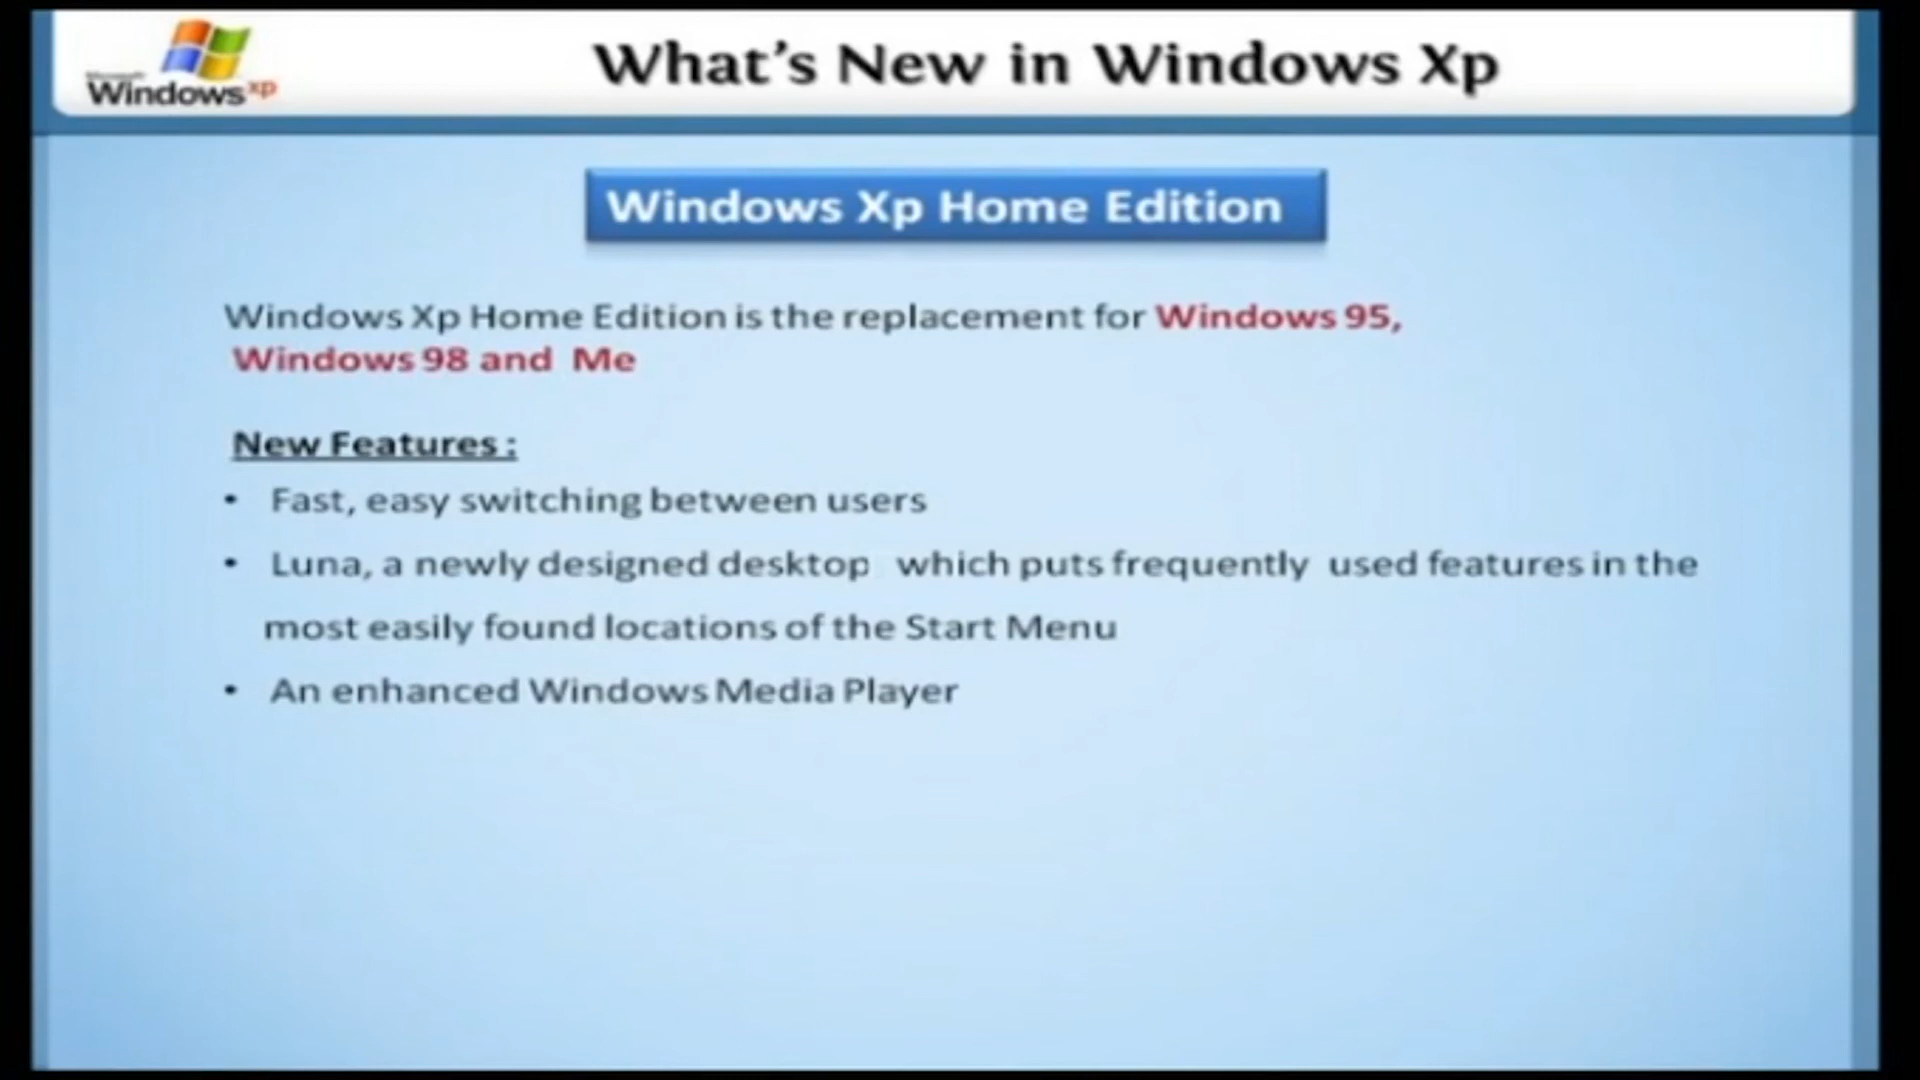 Windows xp
What's New in Windows Xp
Windows Xp Home Edition
Windows Xp Home Edition is the replacement for Windows 95,
Windows 98 and Me
New Features :
• Fast, easy switching between users
• Luna, a newly designed desktop which puts frequently used features in the
most easily found locations of the Start Menu
• An enhanced Windows Media Player